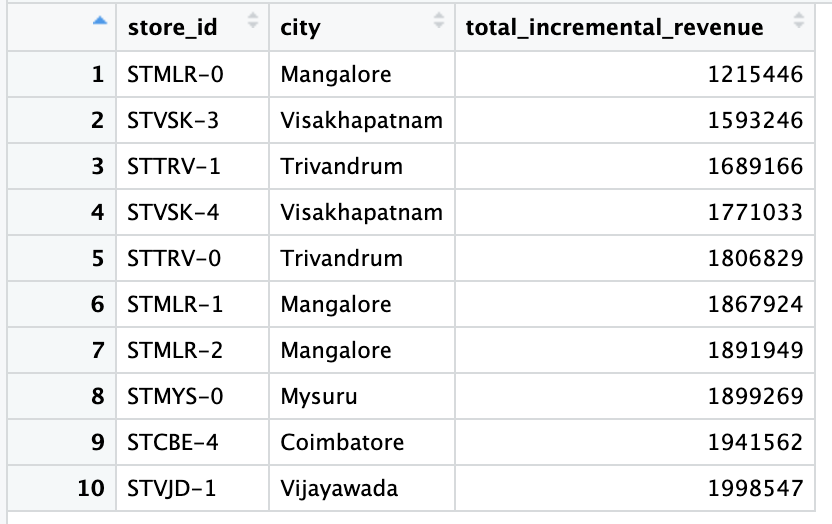 store_id city total_incremental_revenue
1 STMLR-0 Mangalore 1215446
2 STVSK-3 Visakhapatnam 1593246
3 STTRV-1 Trivandrum 1689166
4 STVSK-4 Visakhapatnam 1771033
5 STTRV-0 Trivandrum 1806829
6 STMLR-1 Mangalore 1867924
7 STMLR-2 Mangalore 1891949
8 STMYS-0 Mysuru 1899269
9 STCBE-4 Coimbatore 1941562
10 STVJD-1 Vijayawada 1998547